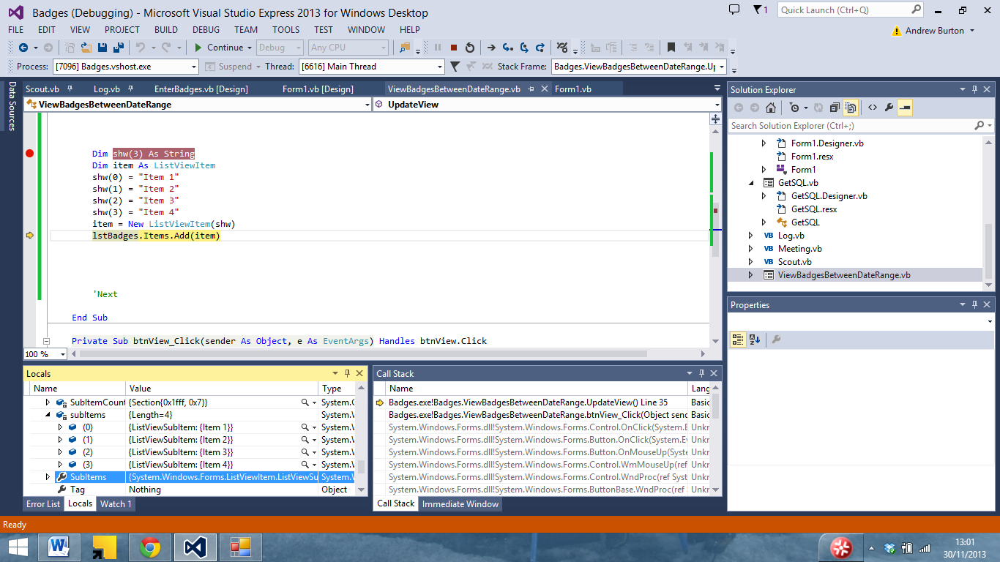 Badges (Debugging) - Microsoft Visual Studio Express 2013 for Windows Desktop
1
Quick Launch (Ctrl+Q)
FILE EDIT VIEW PROJECT BUILD DEBUG TEAM TOOLS TEST WINDOW HELP
Andrew Burton
Continue Debug Any CPU
Process: [7096] Badges.vshost.exe Suspend Thread: [6616] Main Thread Stack Frame: Badges.ViewBadgesBetweenDateRange.Up
Data Sources
Scout.vb Log.vb EnterBadges.vb [Design] Form1.vb [Design] ViewBadgesBetweenDateRange.vb Form1.vb
ViewBadgesBetweenDateRange UpdateView
Dim shw(3) As String
Dim item As ListViewItem
shw(0) = "Item 1"
shw(1) = "Item 2"
shw(2) = "Item 3"
shw(3) = "Item 4"
item = New ListViewItem(shw)
lstBadges.Items.Add(item)
'Next
End Sub
Private Sub btnView_Click(sender As Object, e As EventArgs) Handles btnView.Click
100 %
Solution Explorer
Search Solution Explorer (Ctrl+;)
Form1.Designer.vb
Form1.resx
Form1
GetSQL.vb
GetSQL.Designer.vb
GetSQL.resx
GetSQL
VB Log.vb
VB Meeting.vb
VB Scout.vb
ViewBadgesBetweenDateRange.vb
Properties
Locals
Name Value Type
SubItemCount {Section{0x1fff, 0x7}} System.C
subItems {Length=4} System.W
(0) {ListViewSubItem: {Item 1}} System.W
(1) {ListViewSubItem: {Item 2}} System.W
(2) {ListViewSubItem: {Item 3}} System.W
(3) {ListViewSubItem: {Item 4}} System.W
SubItems {System.Windows.Forms.ListViewItem.ListViewSu System.W
Tag Nothing Object
Error List Locals Watch 1
Call Stack
Name Lang
Badges.exe!Badges.ViewBadgesBetweenDateRange.UpdateView() Line 35 Basic
Badges.exe!Badges.ViewBadgesBetweenDateRange.btnView_Click(Object send Basic
System.Windows.Forms.dll!System.Windows.Forms.Control.OnClick(System.E Unkn
System.Windows.Forms.dll!System.Windows.Forms.Button.OnClick(System.Ev Unkn
System.Windows.Forms.dll!System.Windows.Forms.Button.OnMouseUp(Syste Unkn
System.Windows.Forms.dll!System.Windows.Forms.Control.WmMouseUp(ref Unkn
System.Windows.Forms.dll!System.Windows.Forms.Control.WndProc(ref Syst Unkn
System.Windows.Forms.dll!System.Windows.Forms.ButtonBase.WndProc(ref Unkn
Call Stack Immediate Window
Ready
13:01
30/11/2013